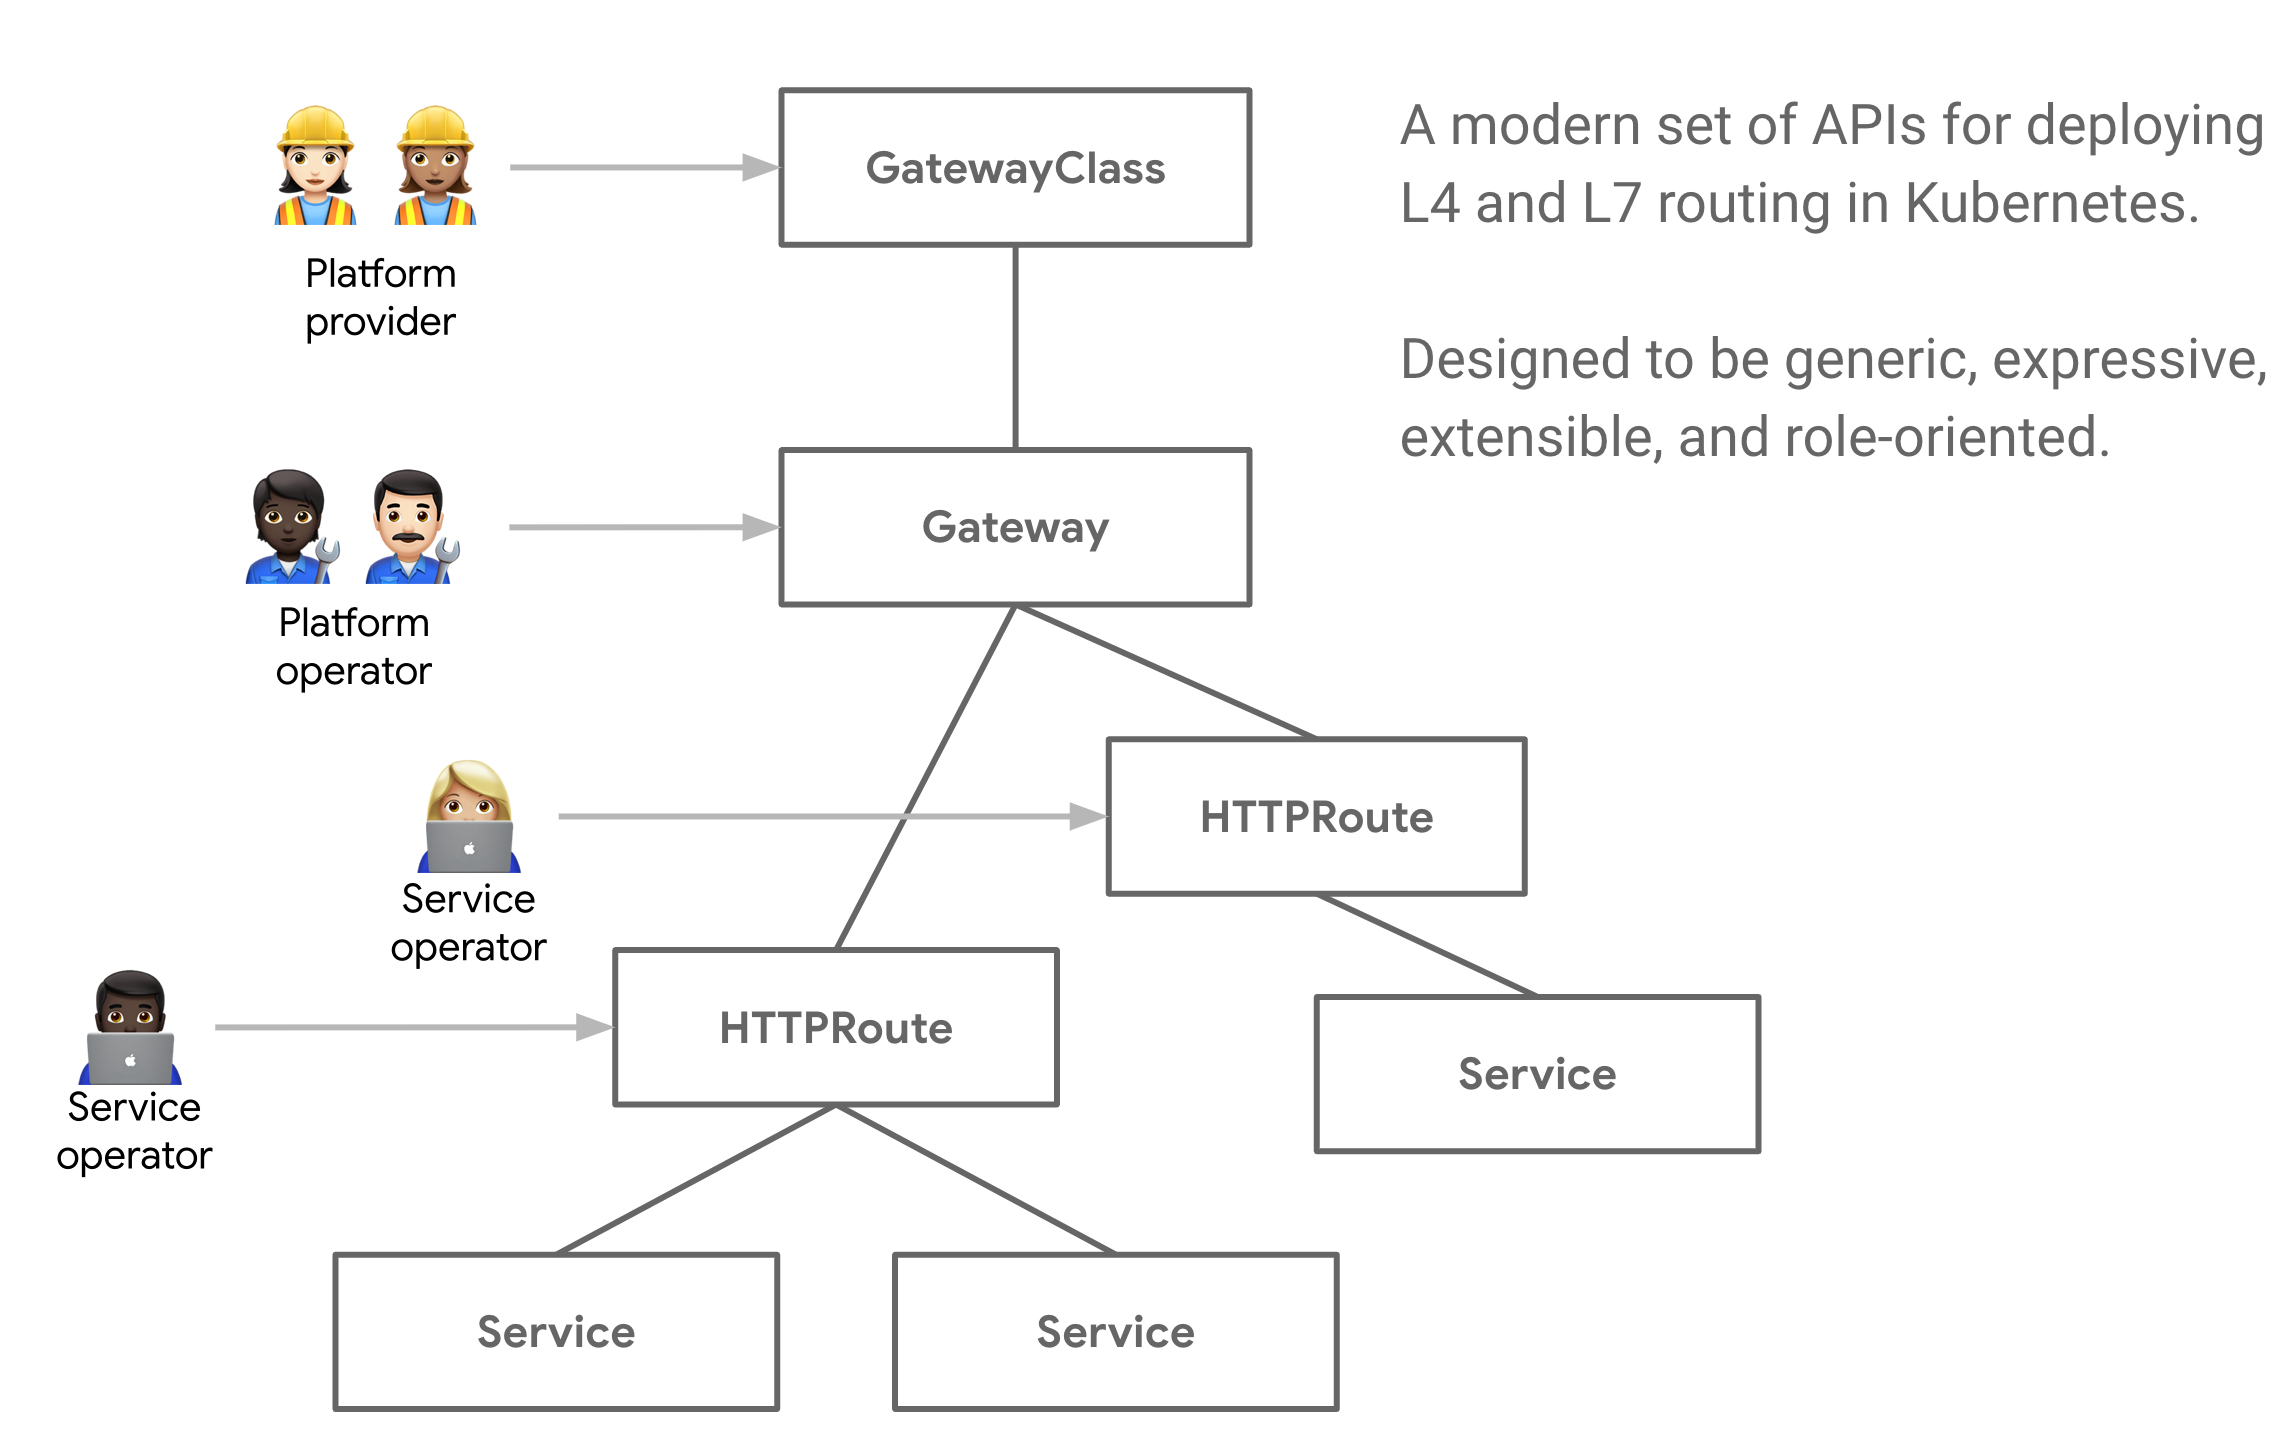 GatewayClass
A modern set of APIs for deploying
L4 and L7 routing in Kubernetes.
Platform
provider
Designed to be generic, expressive,
extensible, and role-oriented.
Gateway
Platform
operator
HTTPRoute
Service
operator
HTTPRoute
Service
Service
operator
Service
Service